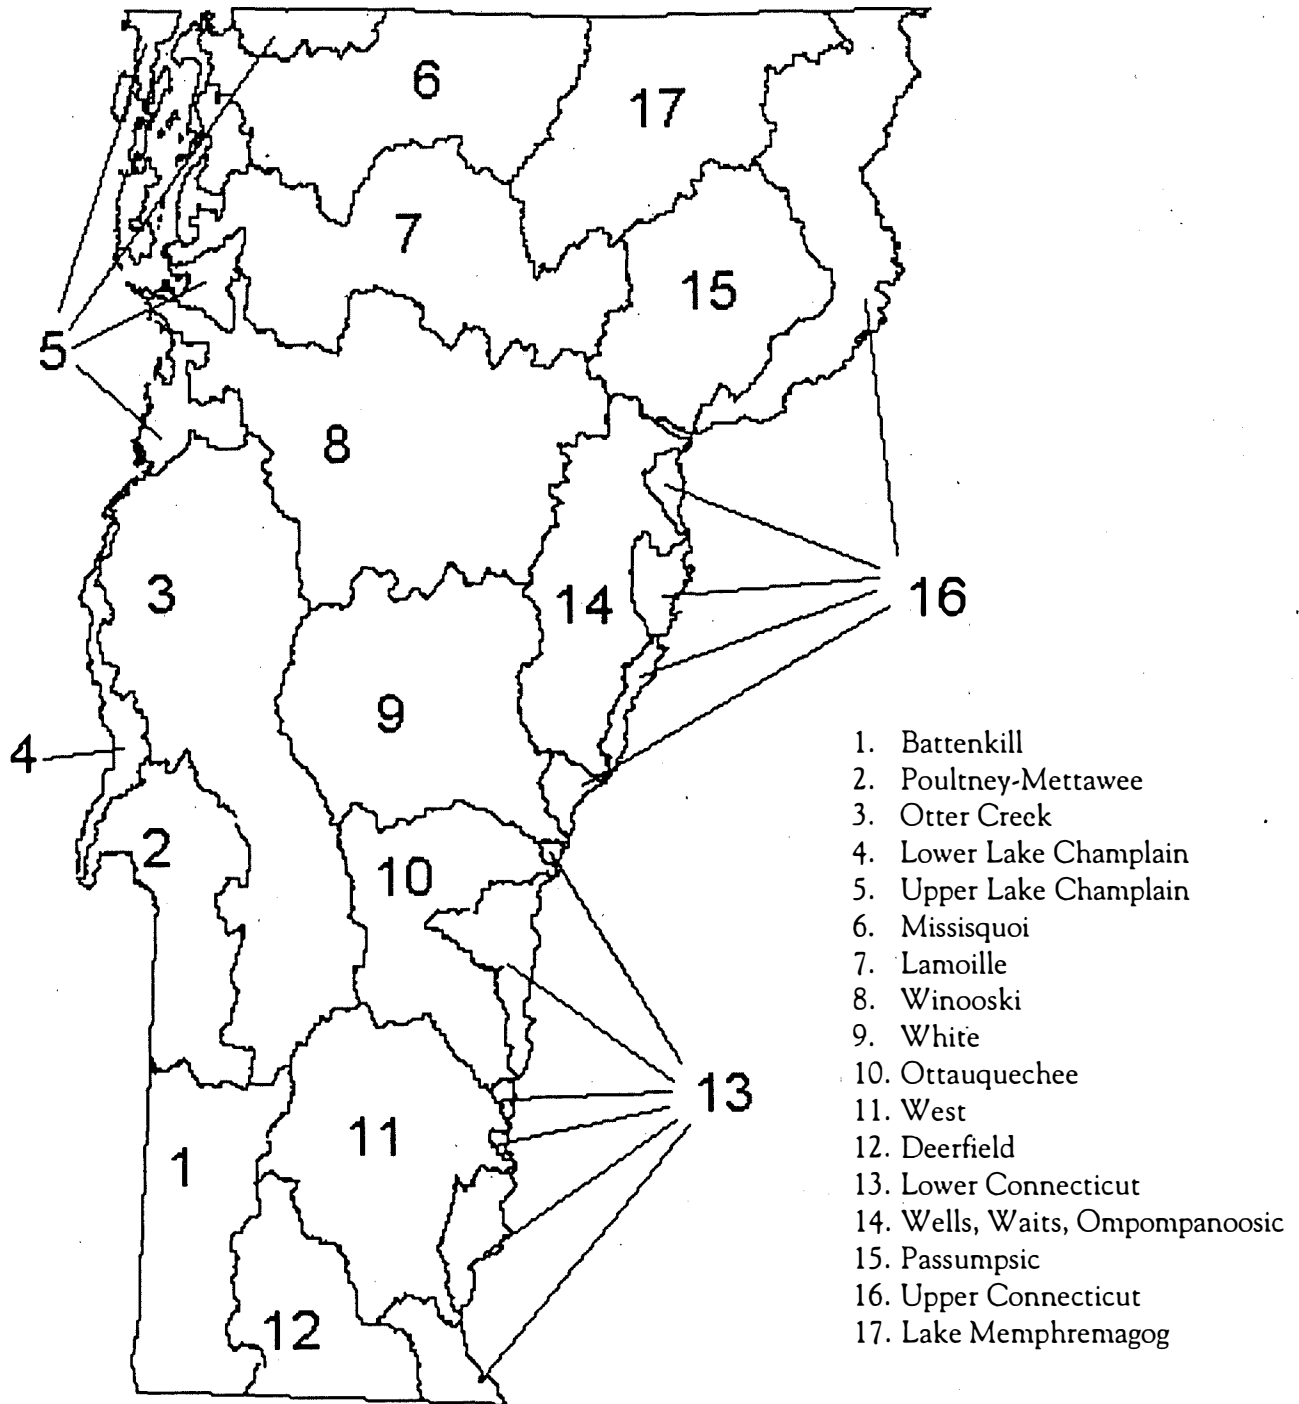 6
17
7
15
5
8
3
14
16
9
4
2
10
13
11
1
12
1. Battenkill
2. Poultney-Mettawee
3. Otter Creek
4. Lower Lake Champlain
5. Upper Lake Champlain
6. Missisquoi
7. Lamoille
8. Winooski
9. White
10. Ottauquechee
11. West
12. Deerfield
13. Lower Connecticut
14. Wells, Waits, Ompompanoosic
15. Passumpsic
16. Upper Connecticut
17. Lake Memphremagog